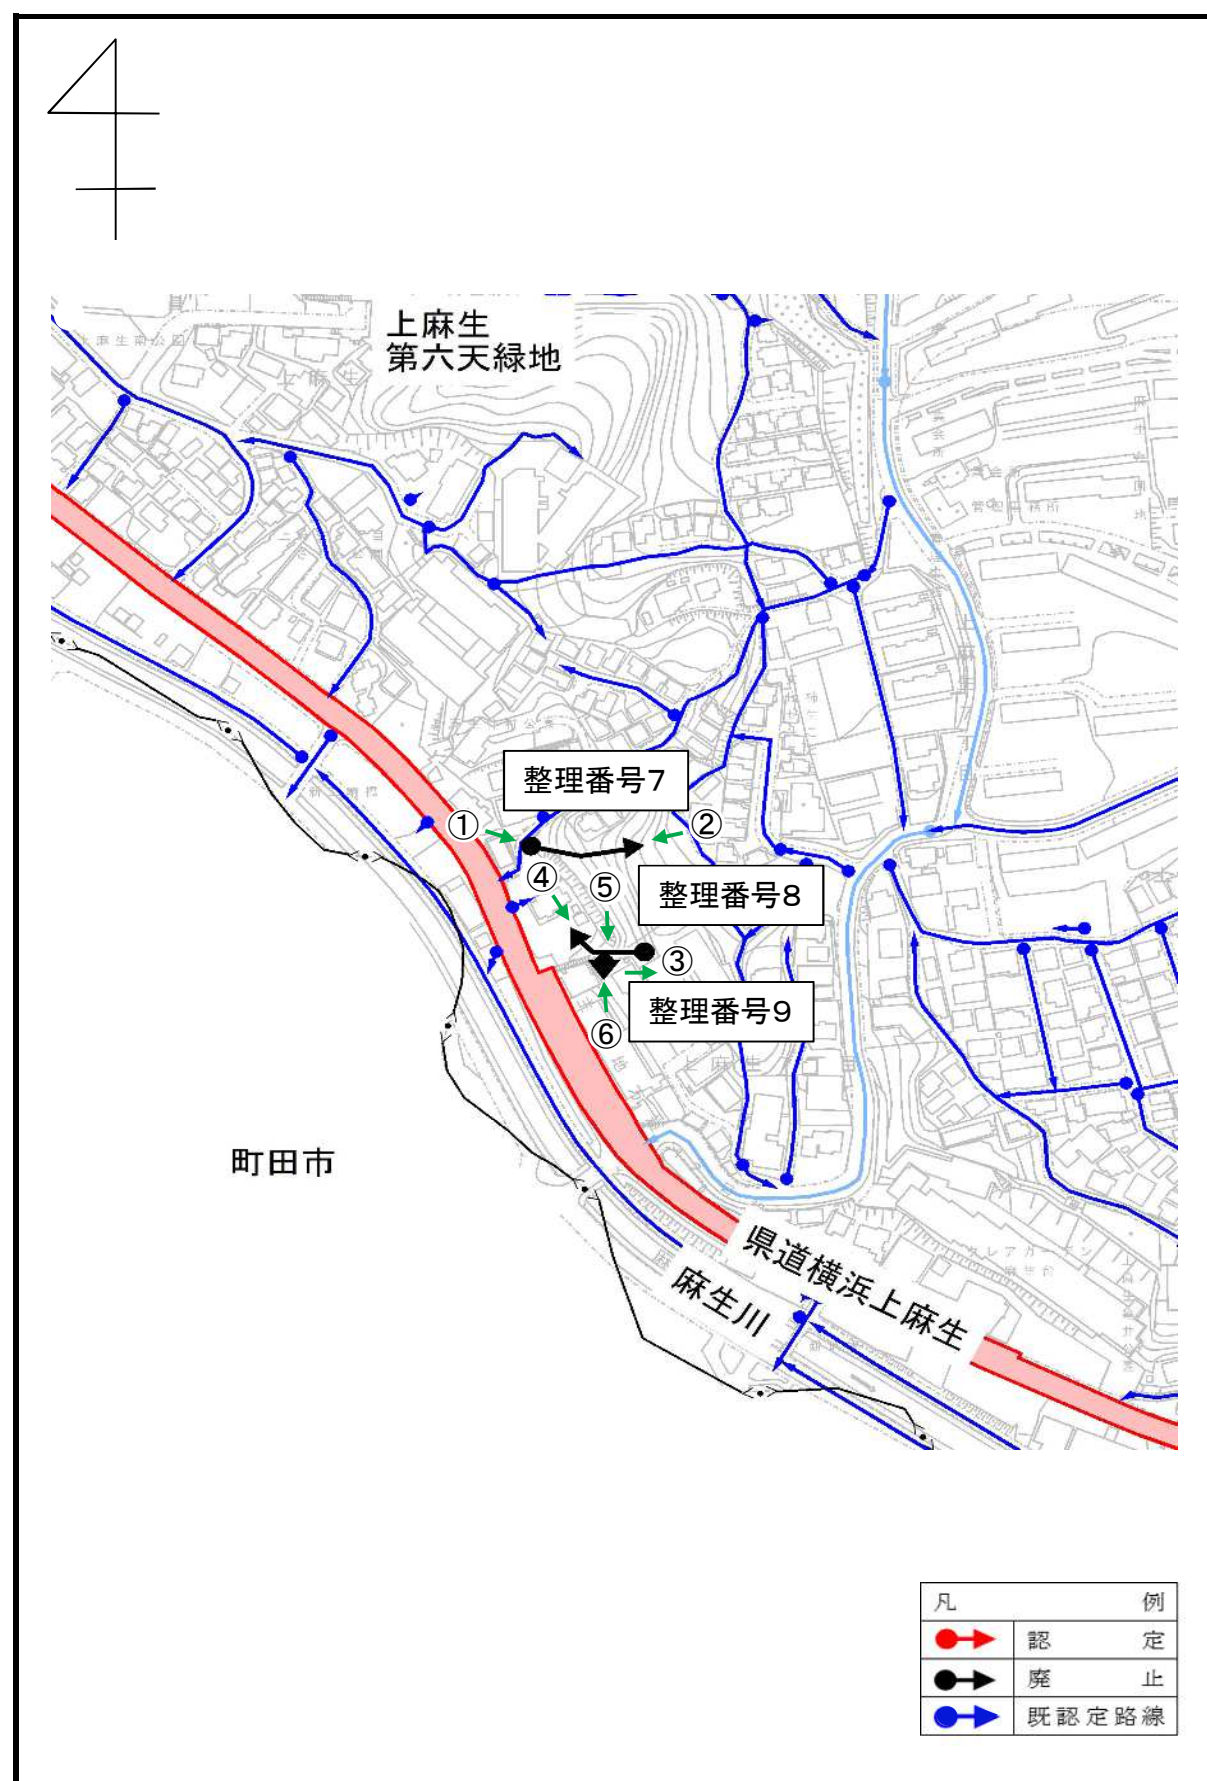 上麻生
第六天緑地
整理番号7
①
②
④
⑤
整理番号8
③
整理番号9
⑥
町田市
県道横浜上麻生
麻生川
凡 例
認 定
廃 止
既認定路線